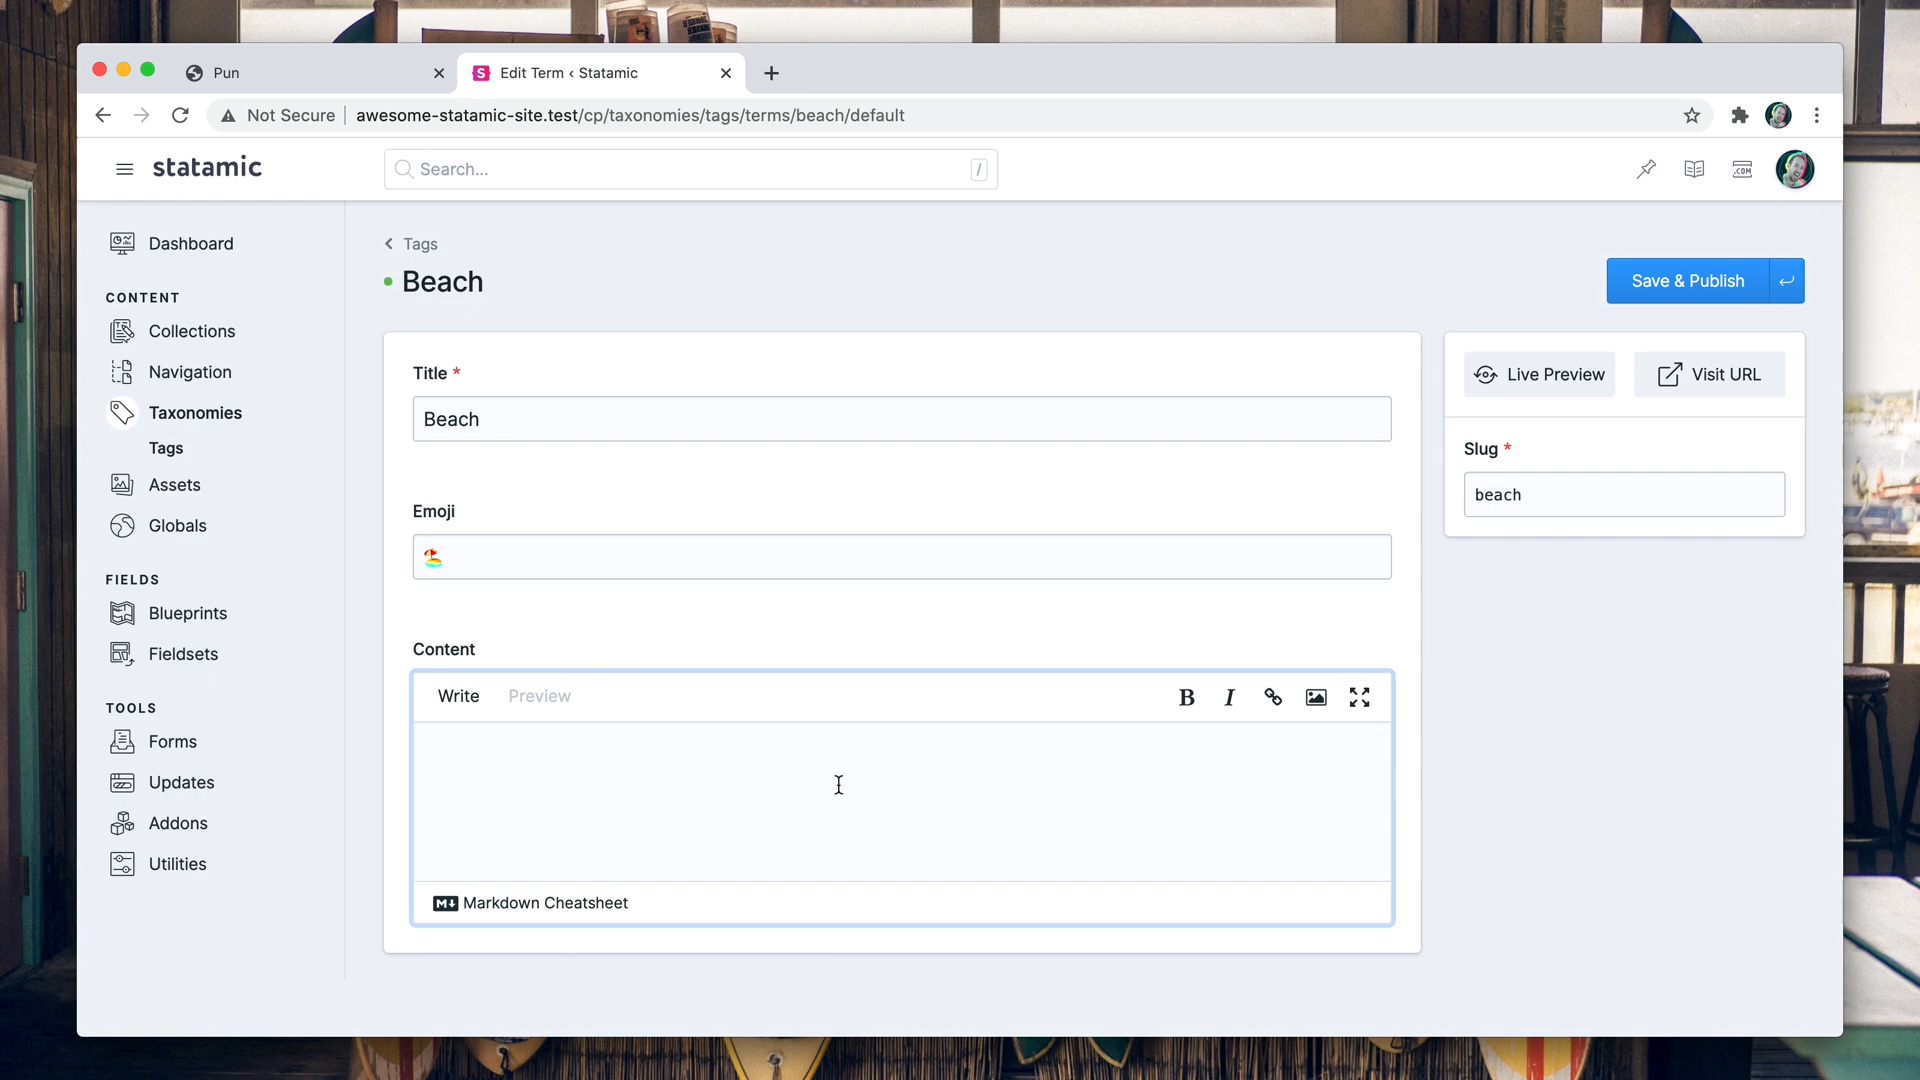 Pun
Edit Term ‹ Statamic
Not Secure
awesome-statamic-site.test/cp/taxonomies/tags/terms/beach/default
statamic
Search...
/
.COM
Dashboard
CONTENT
Collections
Navigation
Taxonomies
Tags
Assets
Globals
FIELDS
Blueprints
Fieldsets
TOOLS
Forms
Updates
Addons
Utilities
Tags
Beach
Save & Publish
Title *
Beach
Emoji
🏖️
Content
Write Preview
B I
M↓ Markdown Cheatsheet
Live Preview
Visit URL
Slug *
beach